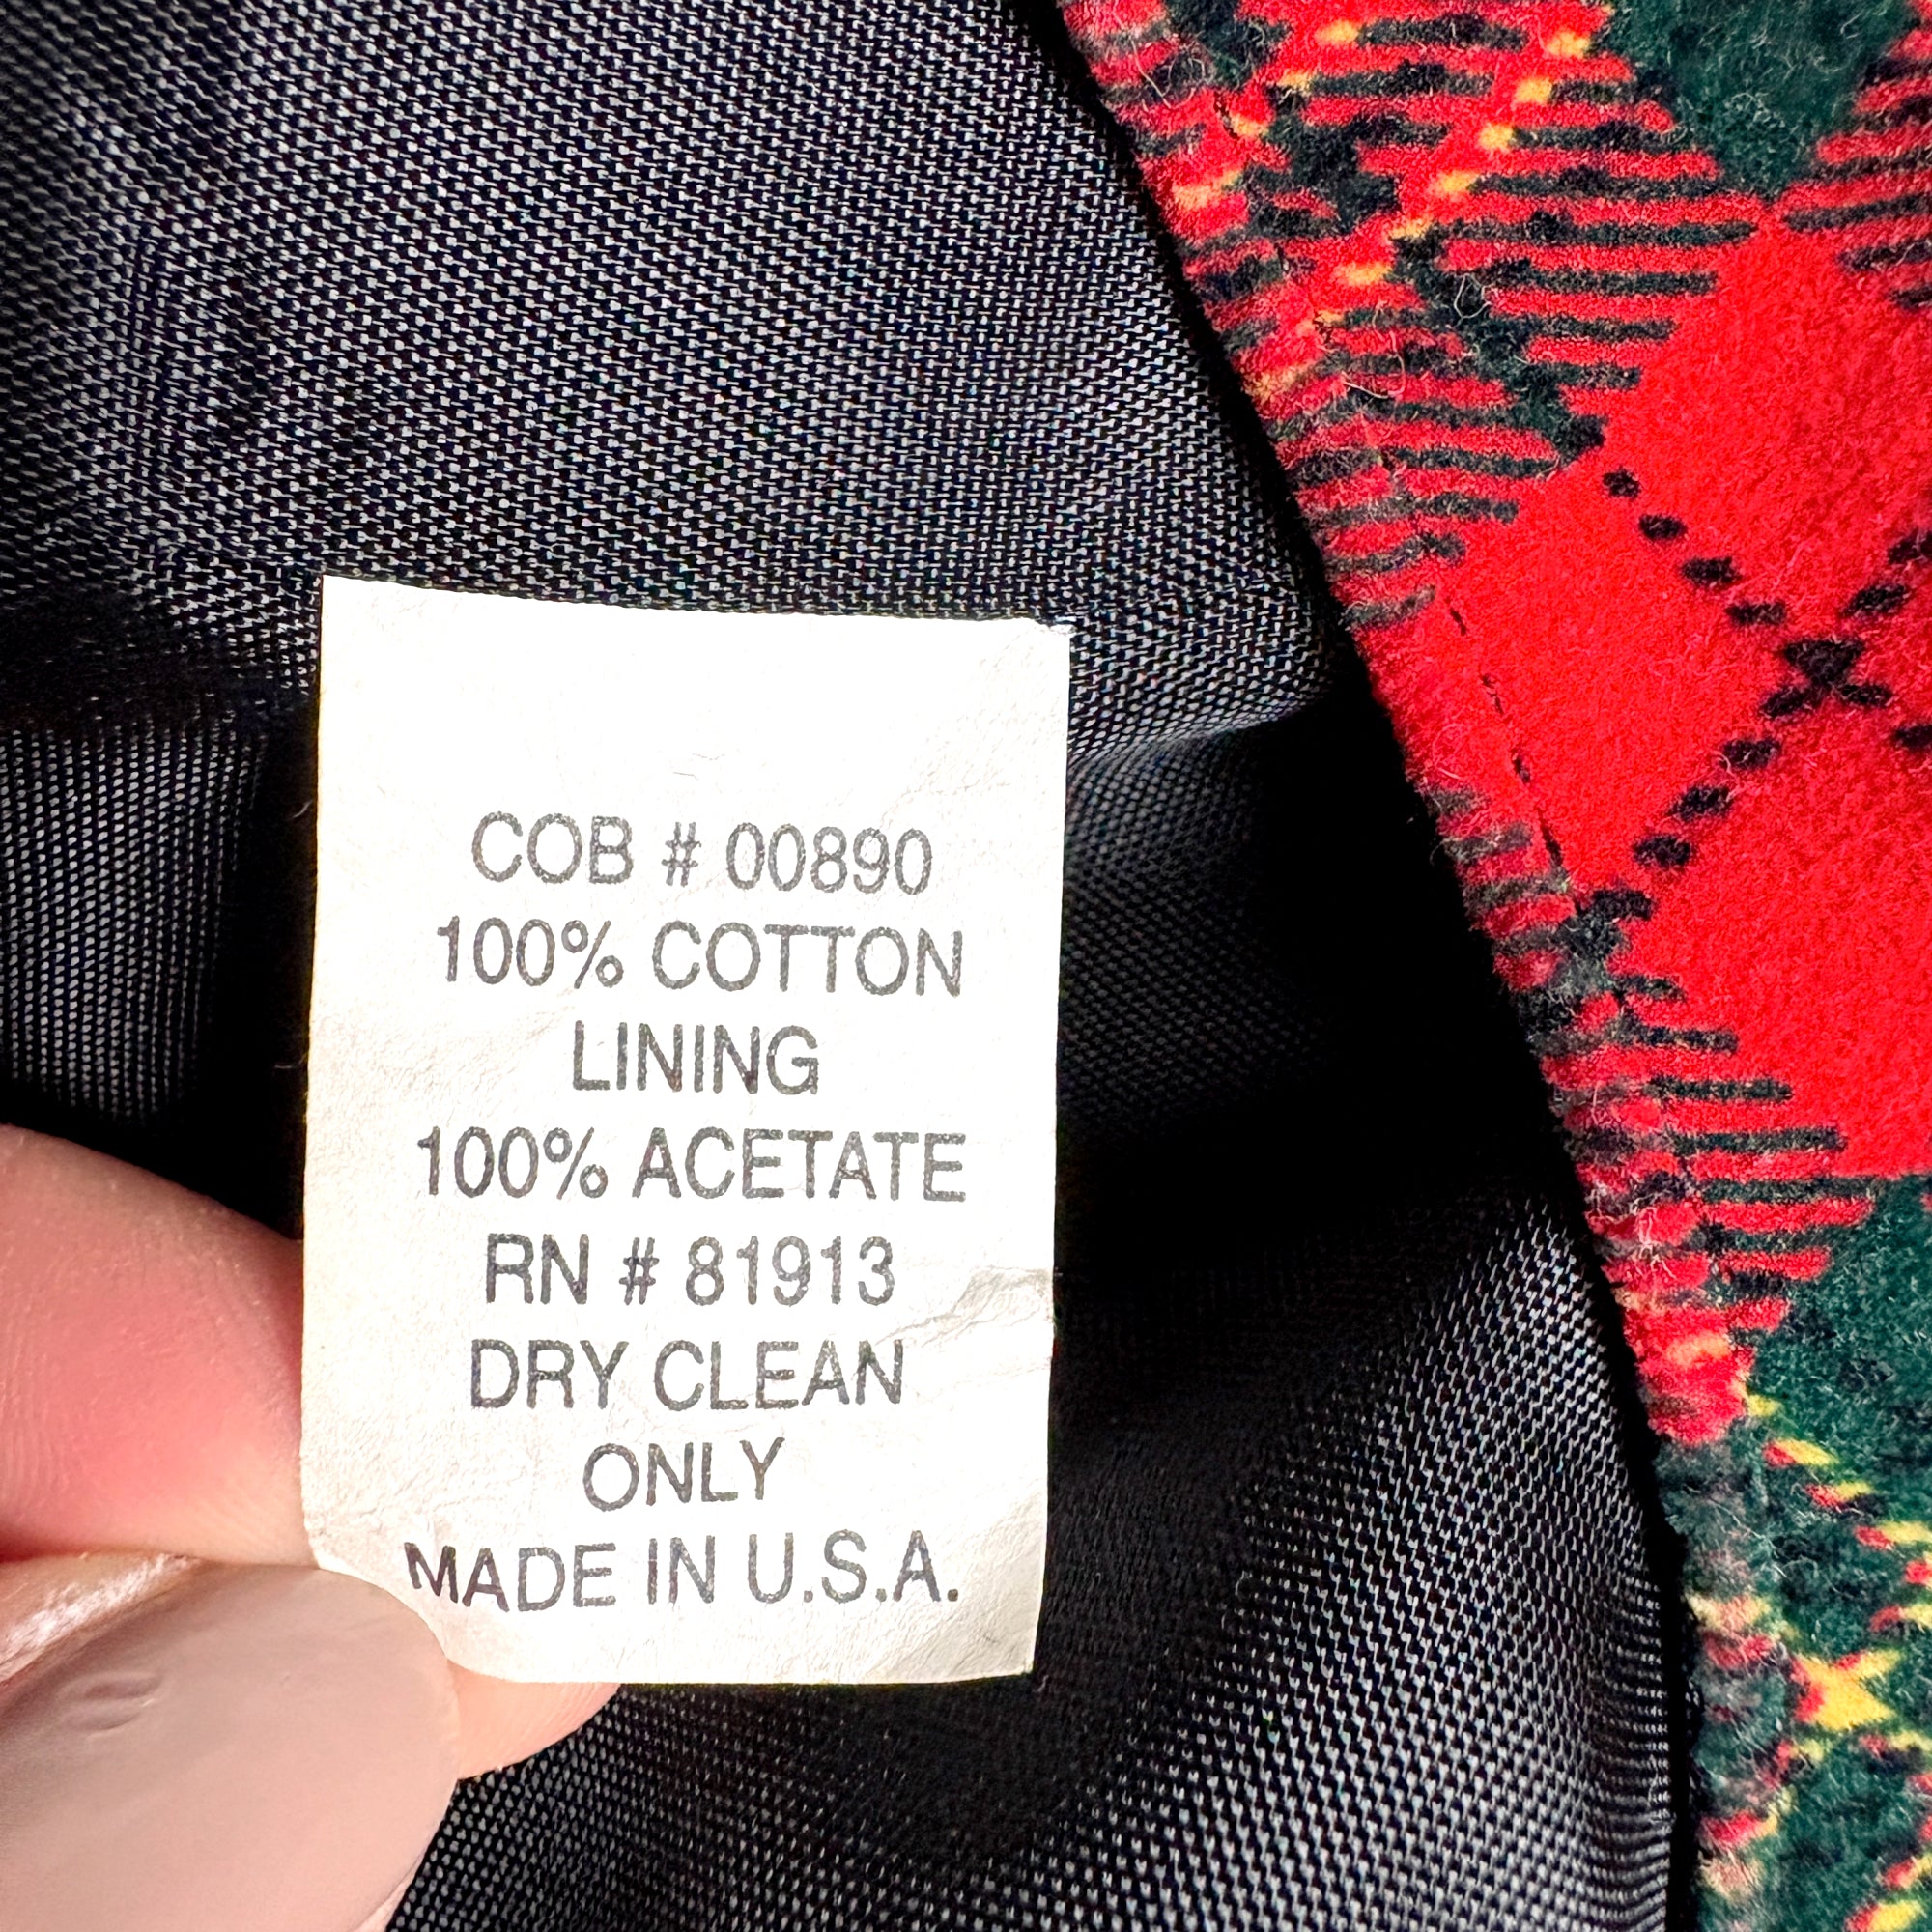 COB # 00890
100% COTTON
LINING
100% ACETATE
RN # 81913
DRY CLEAN
ONLY
MADE IN U.S.A.